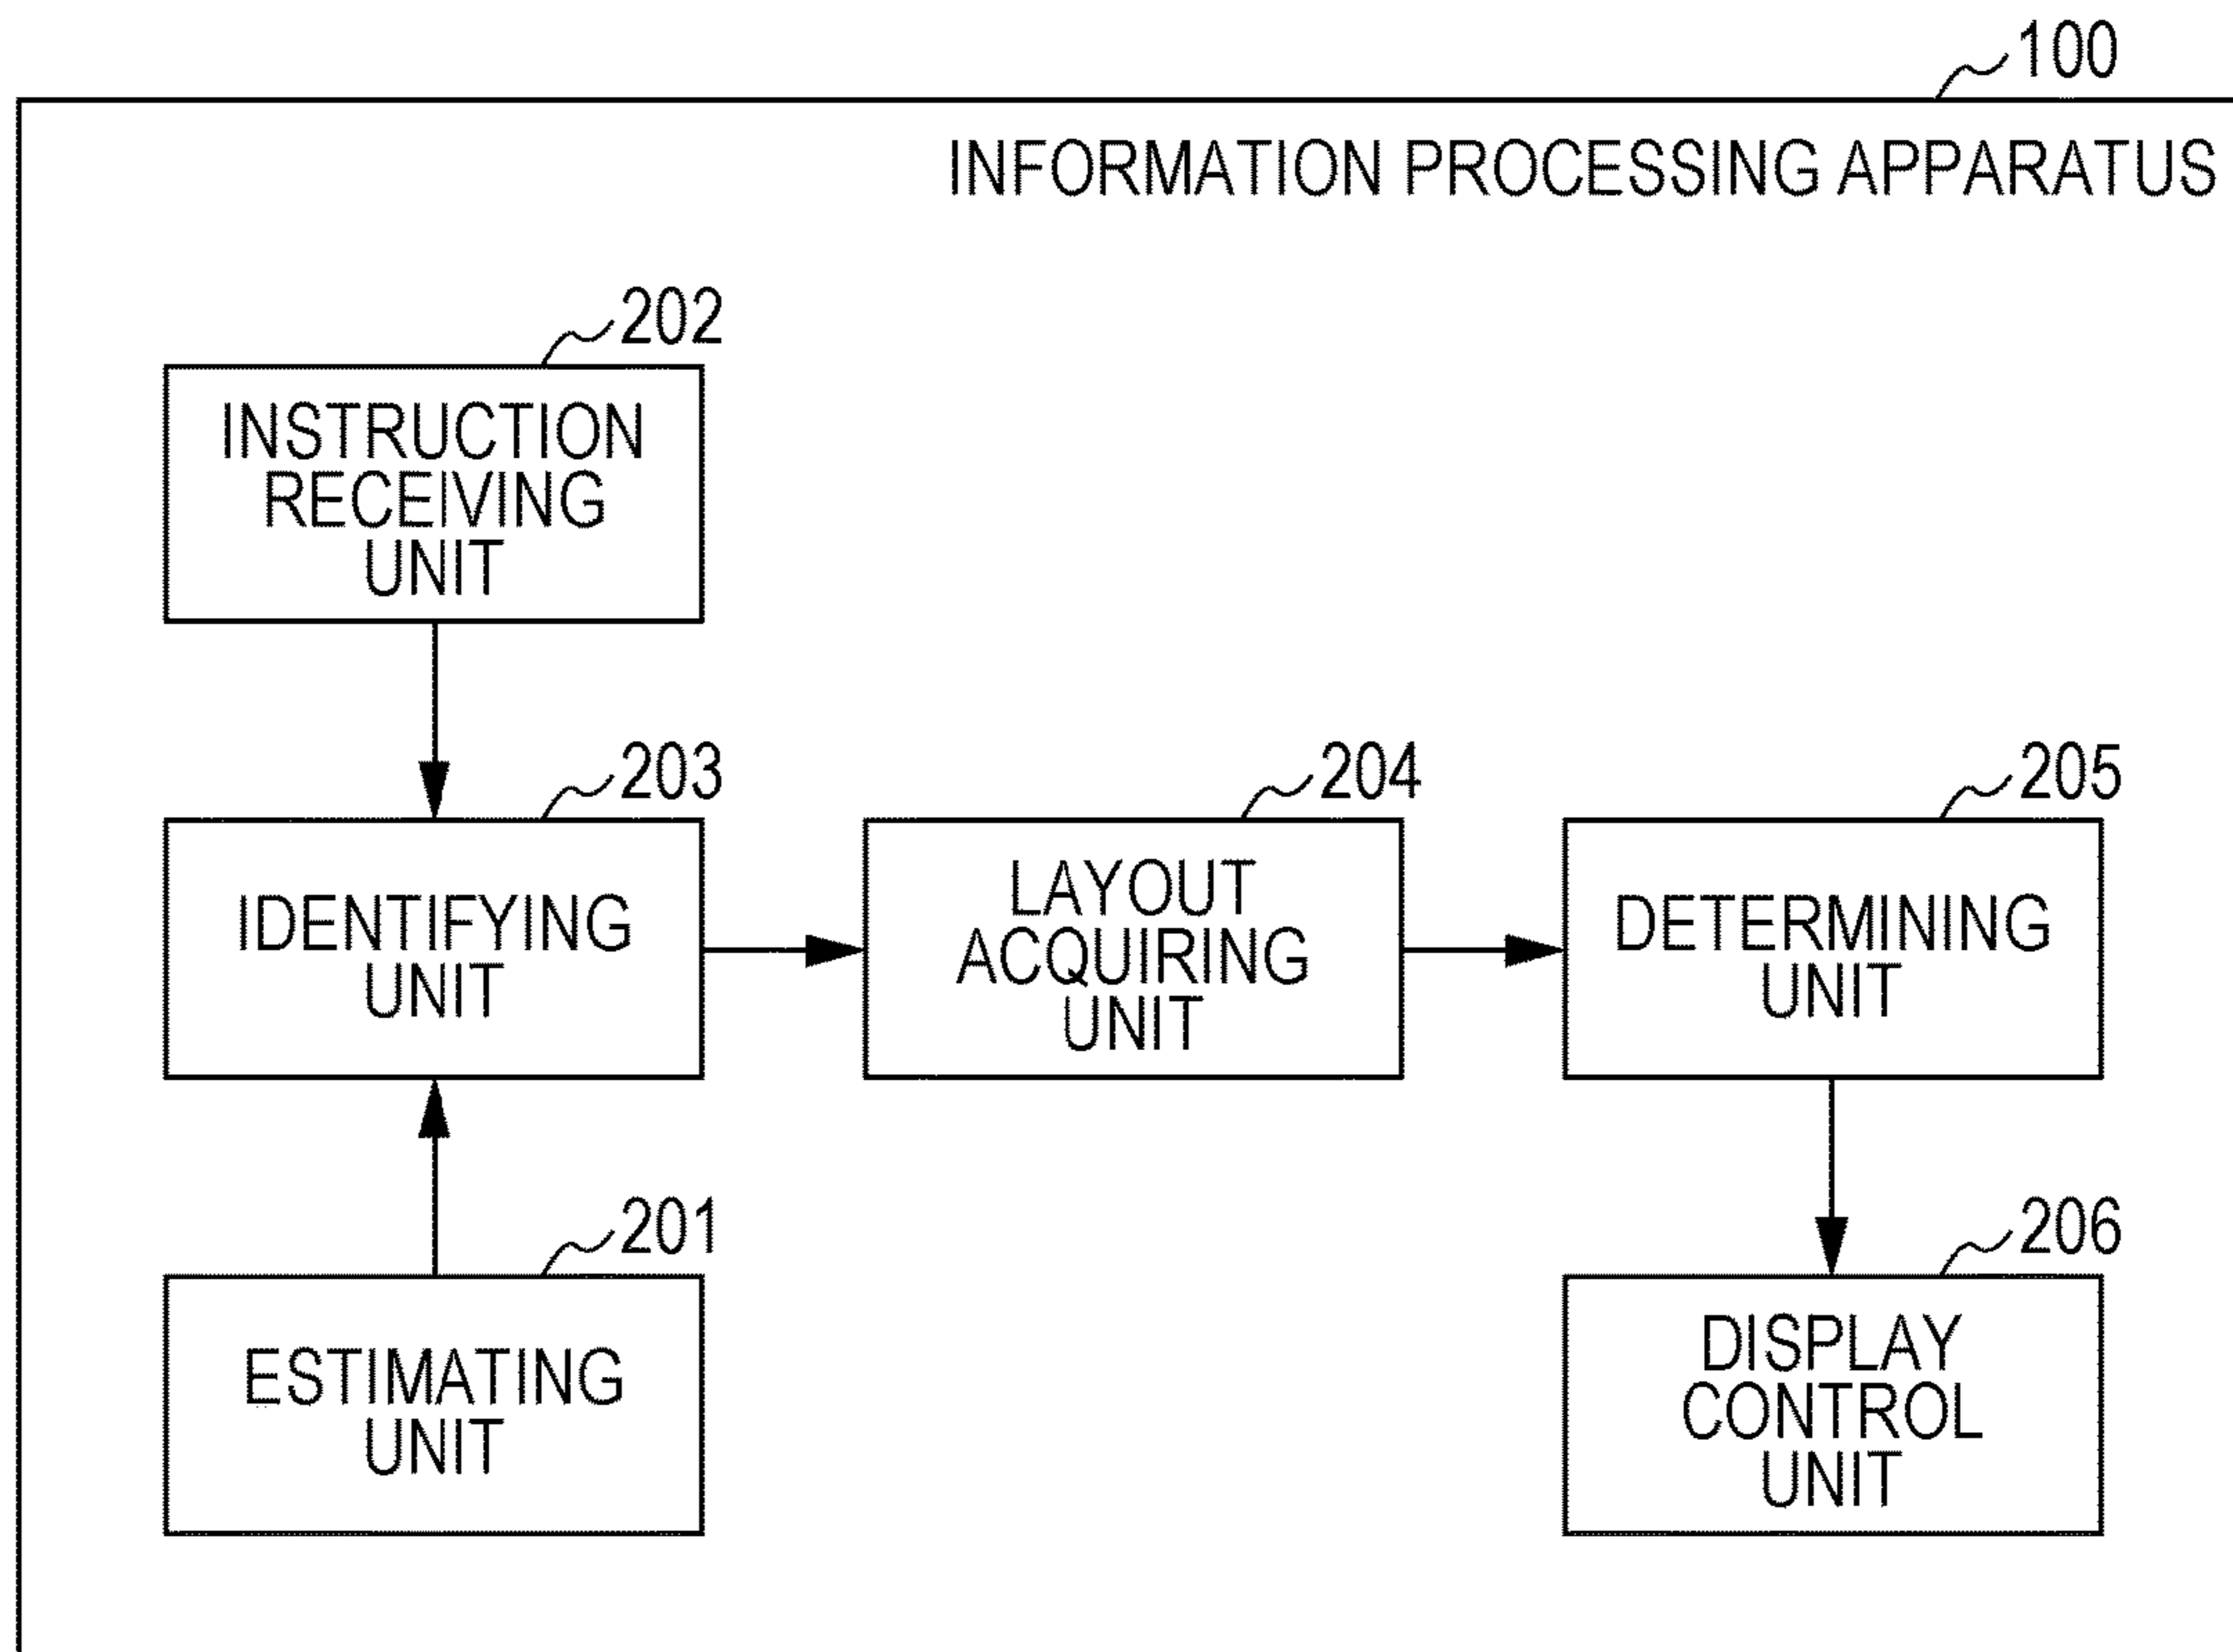 100
INFORMATION PROCESSING APPARATUS
202
INSTRUCTION
RECEIVING
UNIT
203
IDENTIFYING
UNIT
204
LAYOUT
ACQUIRING
UNIT
205
DETERMINING
UNIT
201
ESTIMATING
UNIT
206
DISPLAY
CONTROL
UNIT